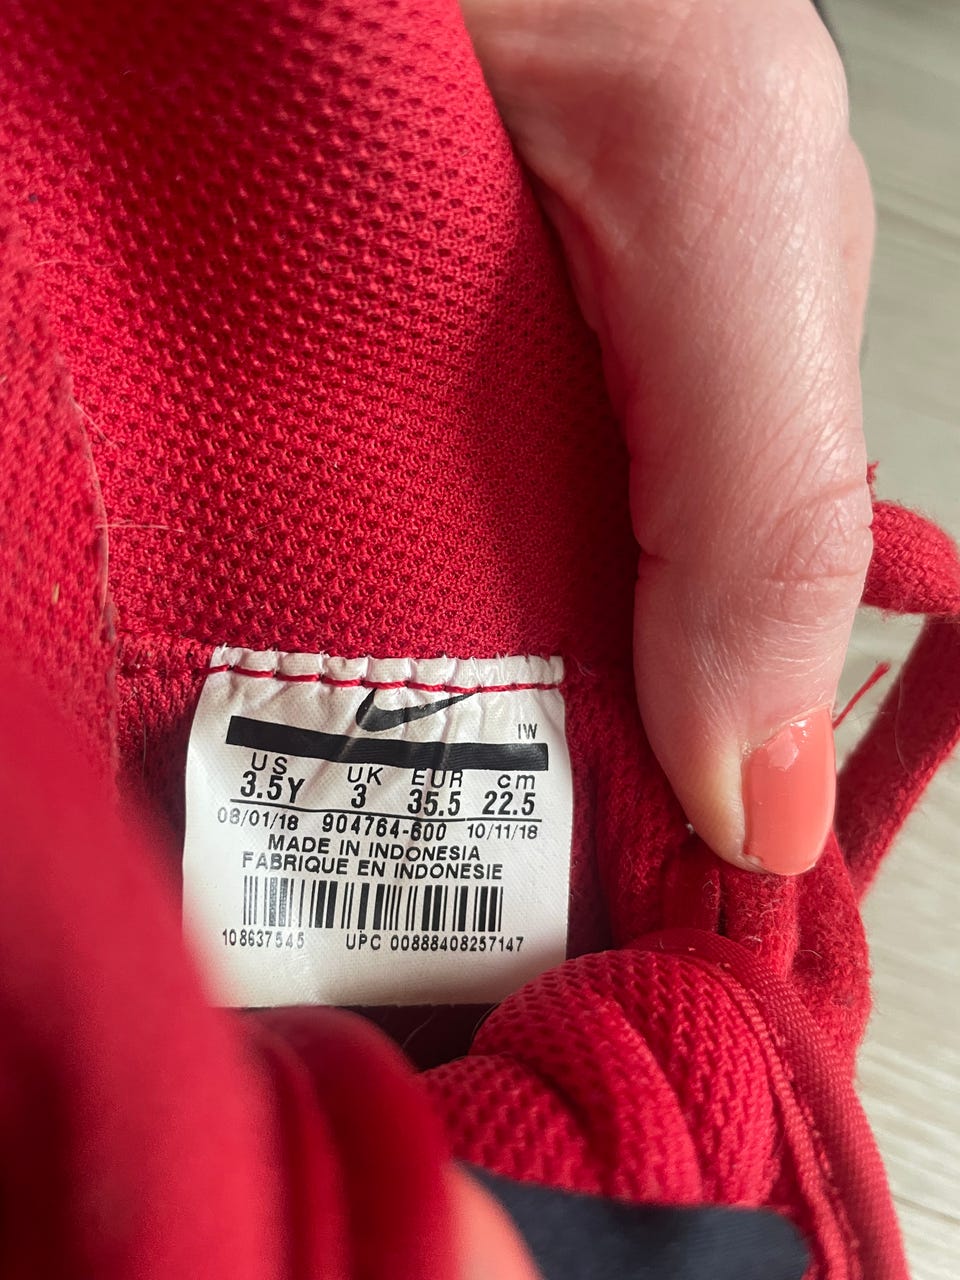 IW
US UK EUR cm
3.5Y 3 35.5 22.5
08/01/18 904764-600 10/11/18
MADE IN INDONESIA
FABRIQUE EN INDONESIE
108637545 UPC 00888408257147